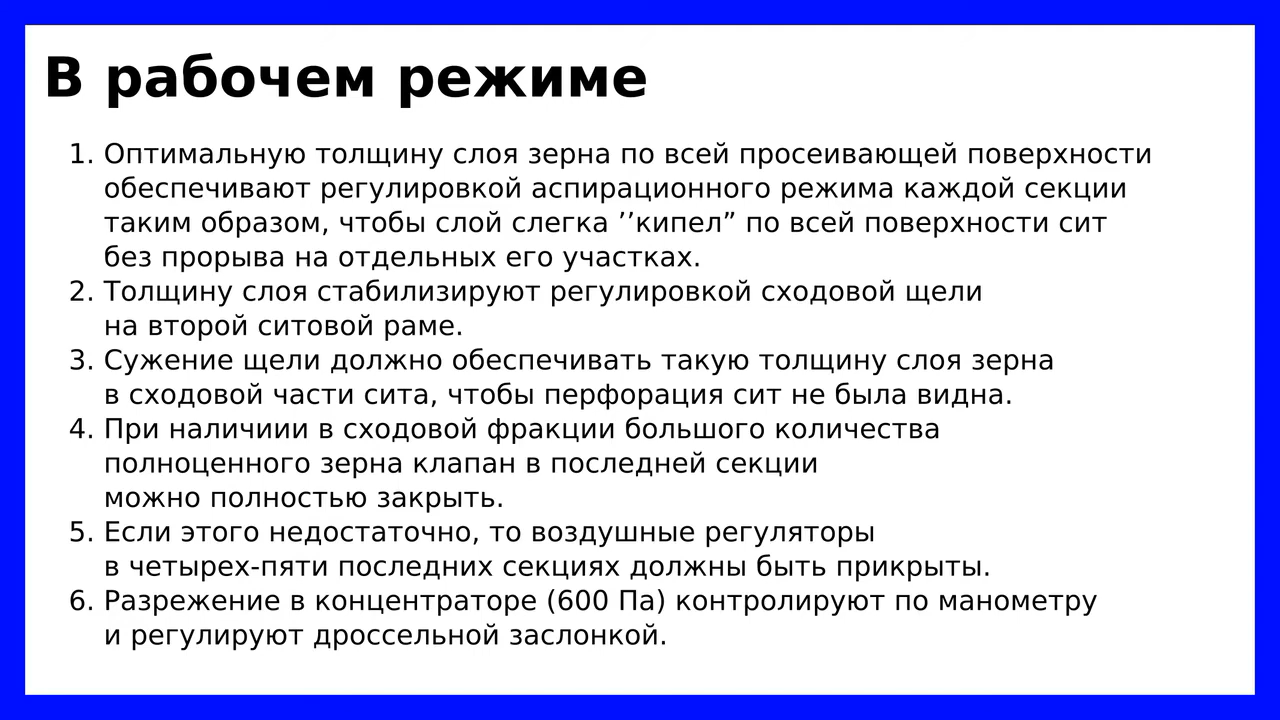 В рабочем режиме
1. Оптимальную толщину слоя зерна по всей просеивающей поверхности
обеспечивают регулировкой аспирационного режима каждой секции
таким образом, чтобы слой слегка ’’кипел” по всей поверхности сит
без прорыва на отдельных его участках.
2. Толщину слоя стабилизируют регулировкой сходовой щели
на второй ситовой раме.
3. Сужение щели должно обеспечивать такую толщину слоя зерна
в сходовой части сита, чтобы перфорация сит не была видна.
4. При наличиии в сходовой фракции большого количества
полноценного зерна клапан в последней секции
можно полностью закрыть.
5. Если этого недостаточно, то воздушные регуляторы
в четырех-пяти последних секциях должны быть прикрыты.
6. Разрежение в концентраторе (600 Па) контролируют по манометру
и регулируют дроссельной заслонкой.